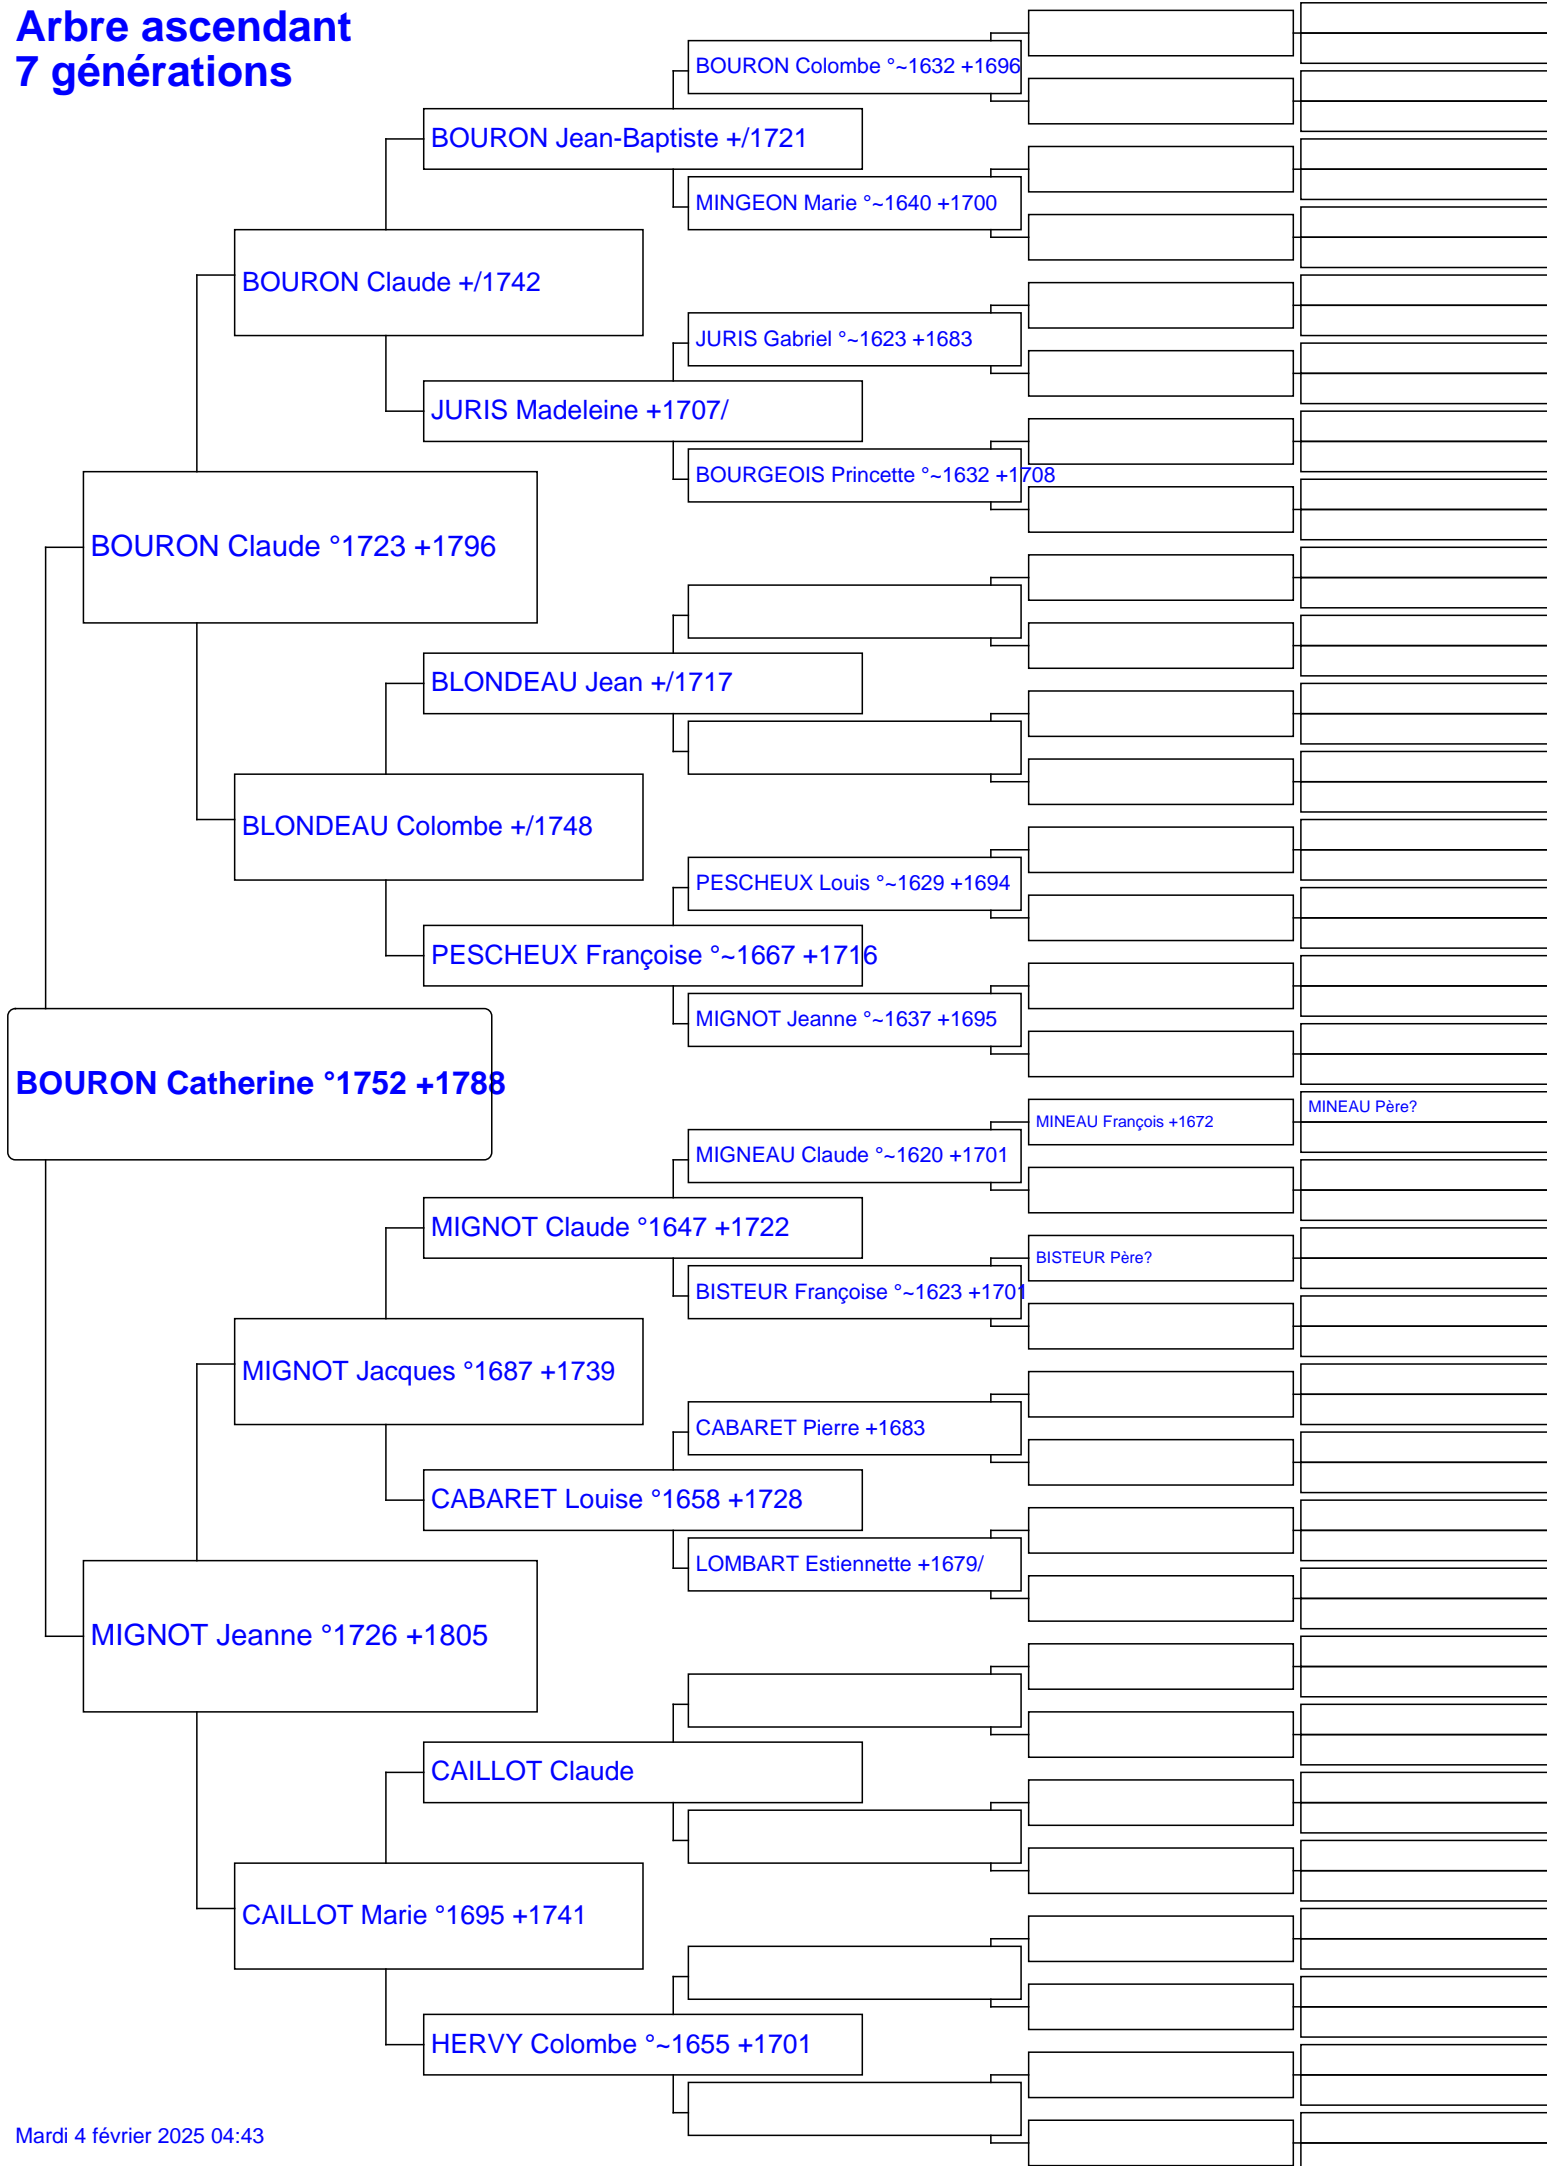 Arbre ascendant
7 générations
BOURON Colombe °~1632 +1696
BOURON Jean-Baptiste +/1721
MINGEON Marie °~1640 +1700
BOURON Claude +/1742
JURIS Gabriel °~1623 +1683
JURIS Madeleine +1707/
BOURGEOIS Princette °~1632 +1708
BOURON Claude °1723 +1796
BLONDEAU Jean +/1717
BLONDEAU Colombe +/1748
PESCHEUX Louis °~1629 +1694
PESCHEUX Françoise °~1667 +1716
MIGNOT Jeanne °~1637 +1695
BOURON Catherine °1752 +1788
MINEAU Père?
MINEAU François +1672
MIGNEAU Claude °~1620 +1701
MIGNOT Claude °1647 +1722
BISTEUR Père?
BISTEUR Françoise °~1623 +1701
MIGNOT Jacques °1687 +1739
CABARET Pierre +1683
CABARET Louise °1658 +1728
LOMBART Estiennette +1679/
MIGNOT Jeanne °1726 +1805
CAILLOT Claude
CAILLOT Marie °1695 +1741
HERVY Colombe °~1655 +1701
Mardi 4 février 2025 04:43